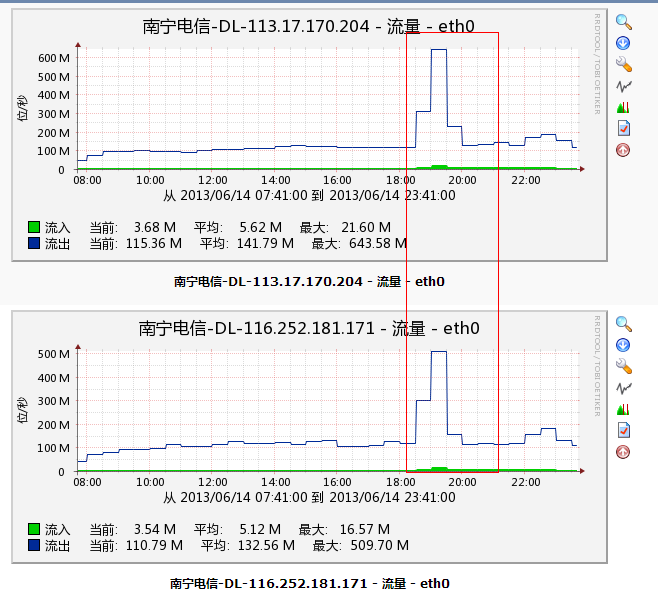 南宁电信-DL-113.17.170.204 - 流量 - eth0
RRDTOOL / TOBI OETIKER
位/秒
600 M
500 M
400 M
300 M
200 M
100 M
0
08:00 10:00 12:00 14:00 16:00 18:00 20:00 22:00
从 2013/06/14 07:41:00 到 2013/06/14 23:41:00
流入 当前: 3.68 M 平均: 5.62 M 最大: 21.60 M
流出 当前: 115.36 M 平均: 141.79 M 最大: 643.58 M
南宁电信-DL-113.17.170.204 - 流量 - eth0
南宁电信-DL-116.252.181.171 - 流量 - eth0
RRDTOOL / TOBI OETIKER
位/秒
500 M
400 M
300 M
200 M
100 M
0
08:00 10:00 12:00 14:00 16:00 18:00 20:00 22:00
从 2013/06/14 07:41:00 到 2013/06/14 23:41:00
流入 当前: 3.54 M 平均: 5.12 M 最大: 16.57 M
流出 当前: 110.79 M 平均: 132.56 M 最大: 509.70 M
南宁电信-DL-116.252.181.171 - 流量 - eth0